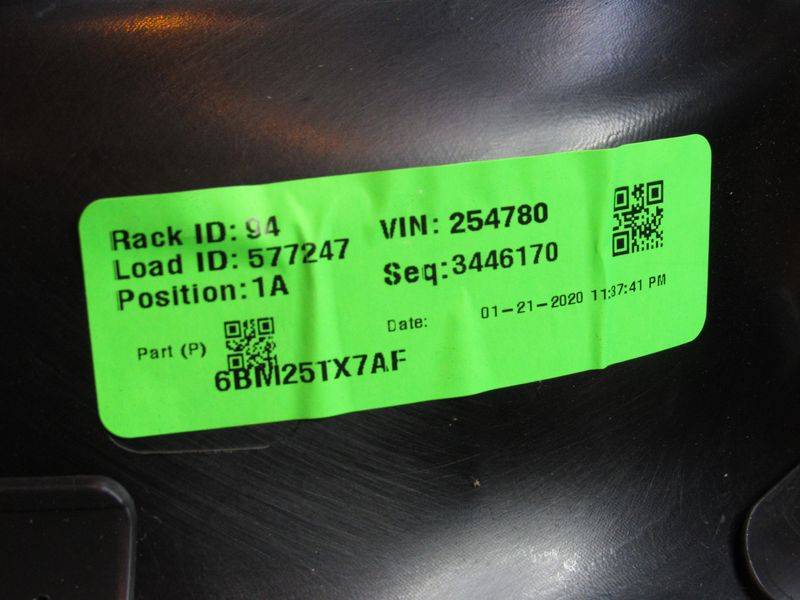 Rack ID: 94
Load ID: 577247
Position: 1A
VIN: 254780
Seq: 3446170
Date: 01-21-2020 11:37:41 PM
Part (P)
6BM25TX7AF